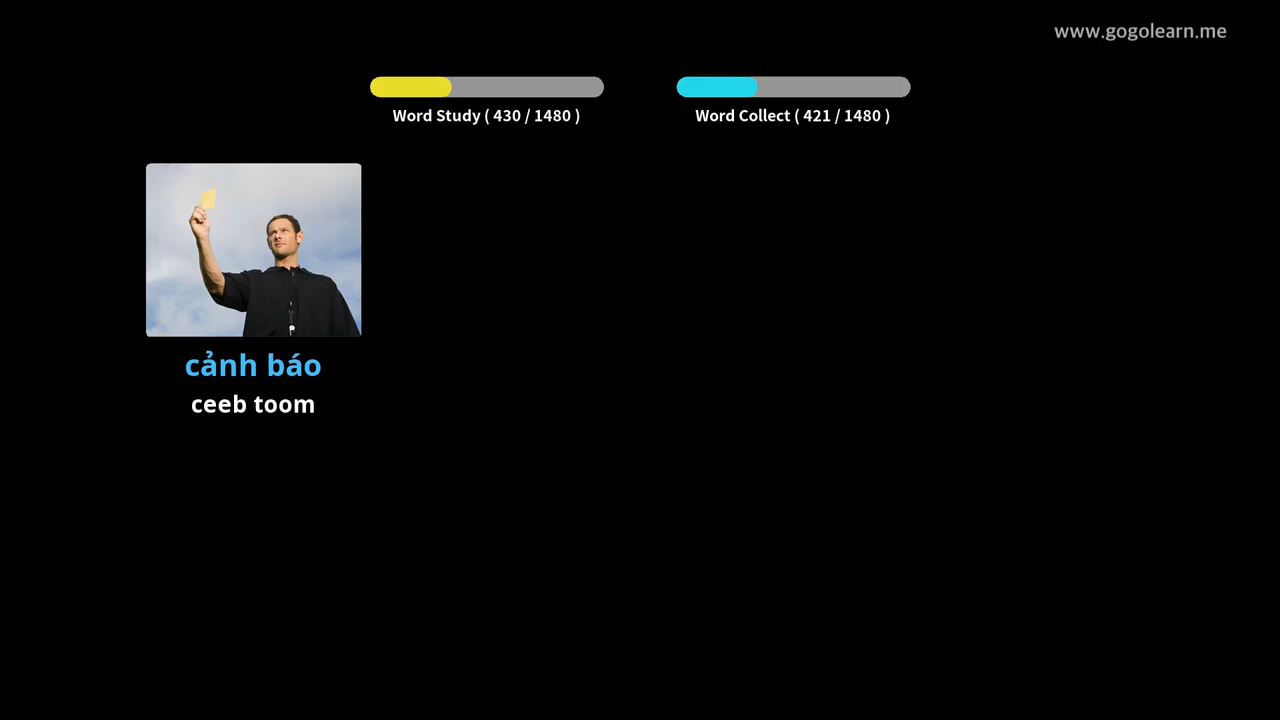 www.gogolearn.me
Word Study ( 430 / 1480 )
Word Collect ( 421 / 1480 )
cảnh báo
ceeb toom